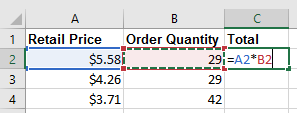 A B C
1 Retail Price Order Quantity Total
2 $5.58 29 =A2*B2
3 $4.26 29
4 $3.71 42